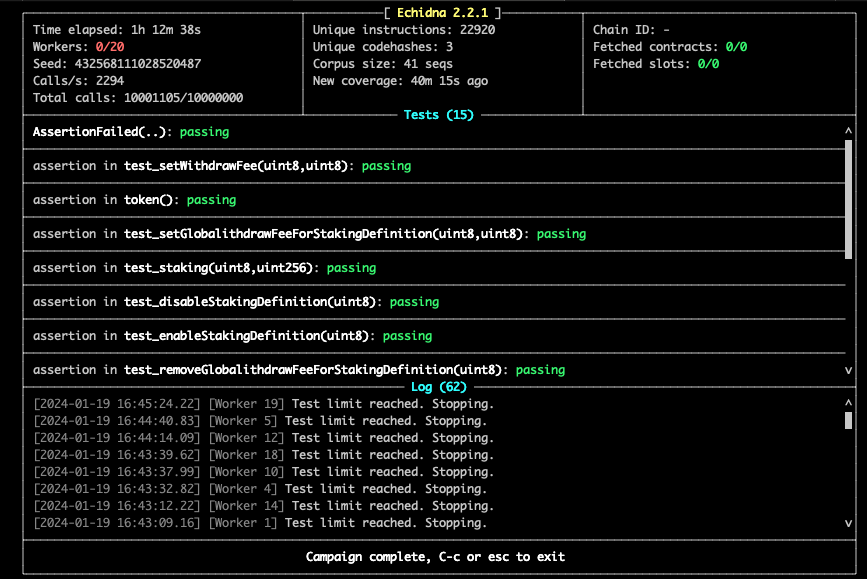 [ Echidna 2.2.1 ]
Time elapsed: 1h 12m 38s
Workers: 0/20
Seed: 432568111028520487
Calls/s: 2294
Total calls: 10001105/10000000
Unique instructions: 22920
Unique codehashes: 3
Corpus size: 41 seqs
New coverage: 40m 15s ago
Chain ID: -
Fetched contracts: 0/0
Fetched slots: 0/0
Tests (15)
AssertionFailed(..): passing
assertion in test_setWithdrawFee(uint8,uint8): passing
assertion in token(): passing
assertion in test_setGlobalithdrawFeeForStakingDefinition(uint8,uint8): passing
assertion in test_staking(uint8,uint256): passing
assertion in test_disableStakingDefinition(uint8): passing
assertion in test_enableStakingDefinition(uint8): passing
assertion in test_removeGlobalithdrawFeeForStakingDefinition(uint8): passing
Log (62)
[2024-01-19 16:45:24.22] [Worker 19] Test limit reached. Stopping.
[2024-01-19 16:44:40.83] [Worker 5] Test limit reached. Stopping.
[2024-01-19 16:44:14.09] [Worker 12] Test limit reached. Stopping.
[2024-01-19 16:43:39.62] [Worker 18] Test limit reached. Stopping.
[2024-01-19 16:43:37.99] [Worker 10] Test limit reached. Stopping.
[2024-01-19 16:43:32.82] [Worker 4] Test limit reached. Stopping.
[2024-01-19 16:43:12.22] [Worker 14] Test limit reached. Stopping.
[2024-01-19 16:43:09.16] [Worker 1] Test limit reached. Stopping.
Campaign complete, C-c or esc to exit